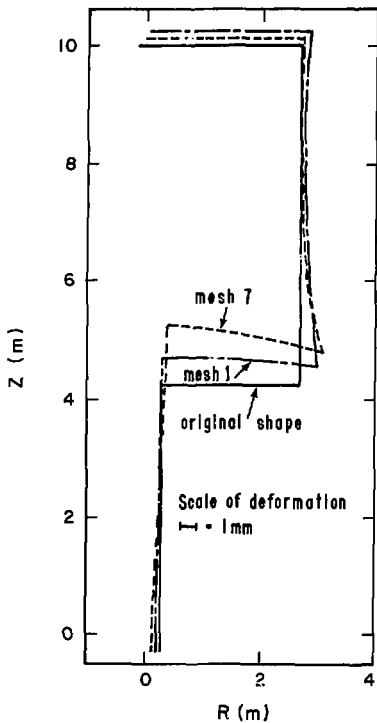 10
8
6
4
2
0
Z (m)
mesh 7
mesh 1
original shape
Scale of deformation
= 1mm
0
2
4
R (m)